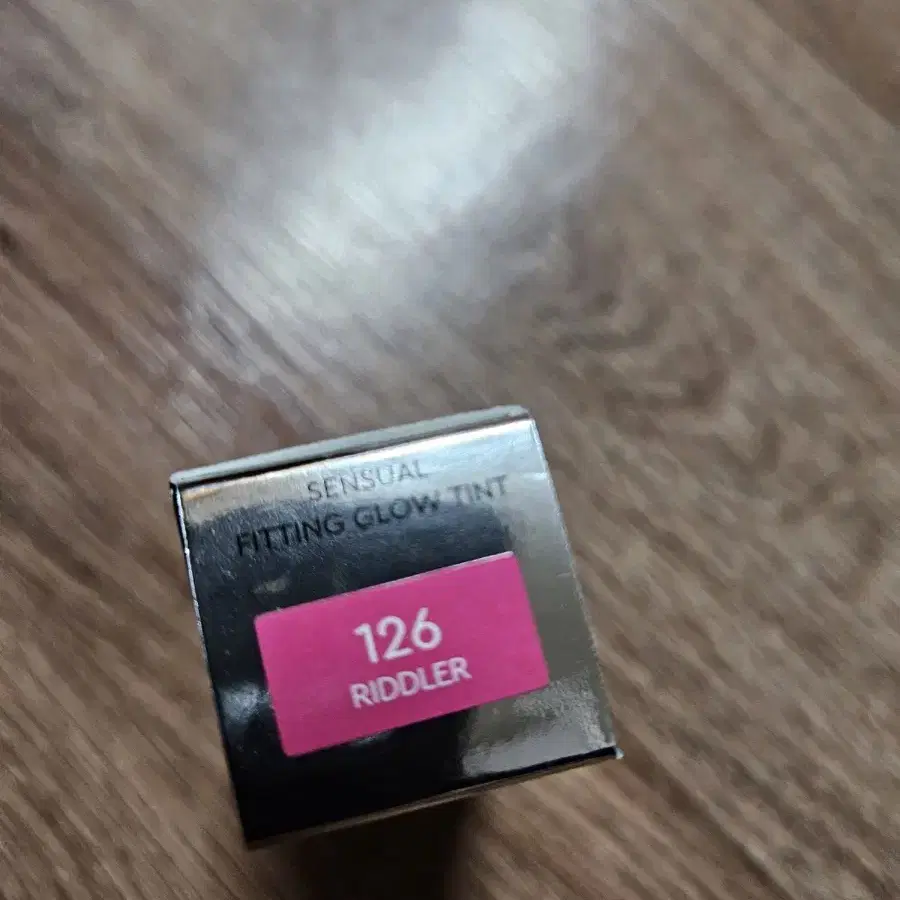 SENSUAL
FITTING GLOW TINT
126
RIDDLER